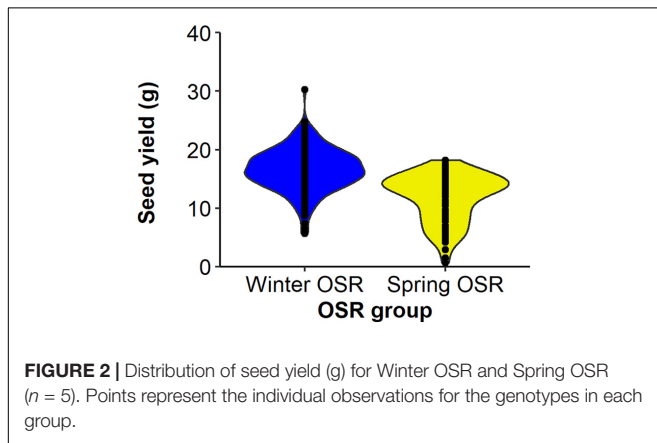 40
30
20
10
0
Seed yield (g)
Winter OSR Spring OSR
OSR group
FIGURE 2 | Distribution of seed yield (g) for Winter OSR and Spring OSR
(n = 5). Points represent the individual observations for the genotypes in each
group.